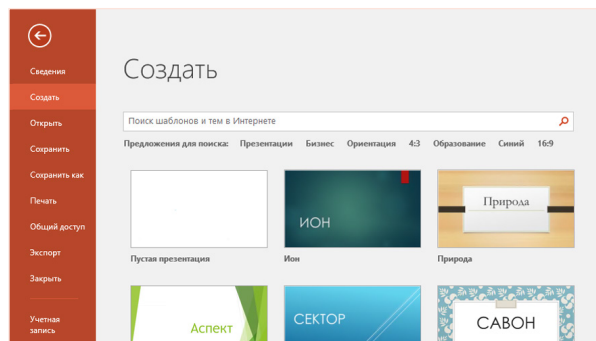 Сведения
Создать
Открыть
Сохранить
Сохранить как
Печать
Общий доступ
Экспорт
Закрыть
Учетная
запись
Создать
Поиск шаблонов и тем в Интернете
Предложения для поиска: Презентации Бизнес Ориентация 4:3 Образование Синий 16:9
ИОН
Природа
Пустая презентация Ион Природа
Аспект
СЕКТОР
САВОН